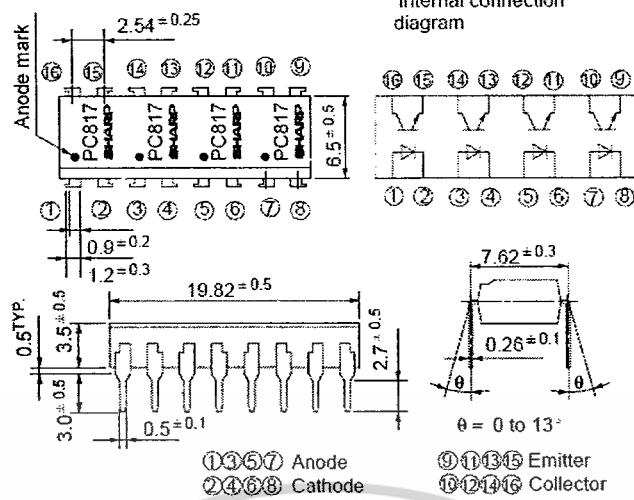 Internal connection
diagram
2.54 ± 0.25
Anode mark
⑯ ⑮ ⑭ ⑬ ⑫ ⑪ ⑩ ⑨
PC817 SHARP PC817 SHARP PC817 SHARP PC817 SHARP
6.5 ± 0.5
① ② ③ ④ ⑤ ⑥ ⑦ ⑧
0.9 ± 0.2
1.2 ± 0.3
⑯ ⑮ ⑭ ⑬ ⑫ ⑪ ⑩ ⑨
① ② ③ ④ ⑤ ⑥ ⑦ ⑧
19.82 ± 0.5
0.5 TYP.
3.5 ± 0.5
3.0 ± 0.5
0.5 ± 0.1
2.7 ± 0.5
7.62 ± 0.3
0.26 ± 0.1
θ θ
θ = 0 to 13°
①③⑤⑦ Anode
②④⑥⑧ Cathode
⑨⑪⑬⑮ Emitter
⑩⑫⑭⑯ Collector